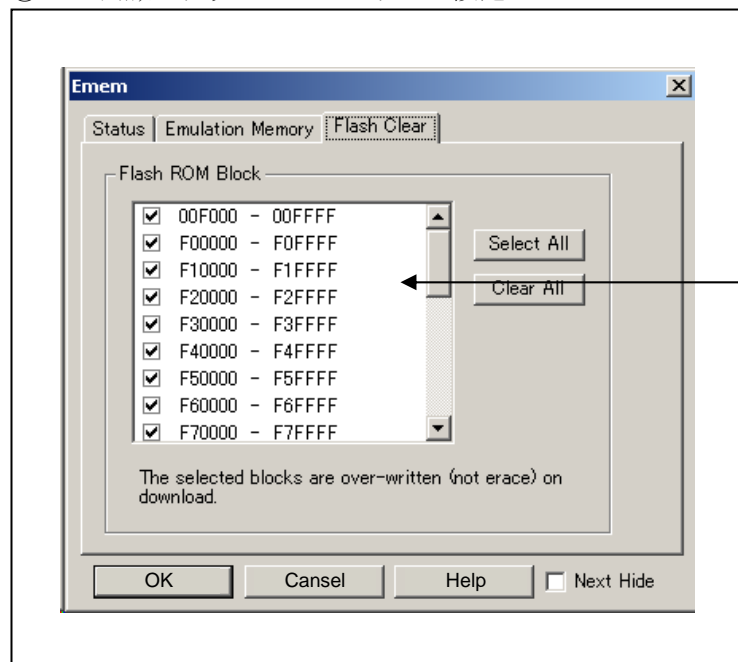 Emem
Status Emulation Memory Flash Clear
Flash ROM Block
00F000 - 00FFFF
F00000 - F0FFFF
F10000 - F1FFFF
F20000 - F2FFFF
F30000 - F3FFFF
F40000 - F4FFFF
F50000 - F5FFFF
F60000 - F6FFFF
F70000 - F7FFFF
Select All
Clear All
The selected blocks are over-written (not erace) on
download.
OK Cansel Help Next Hide